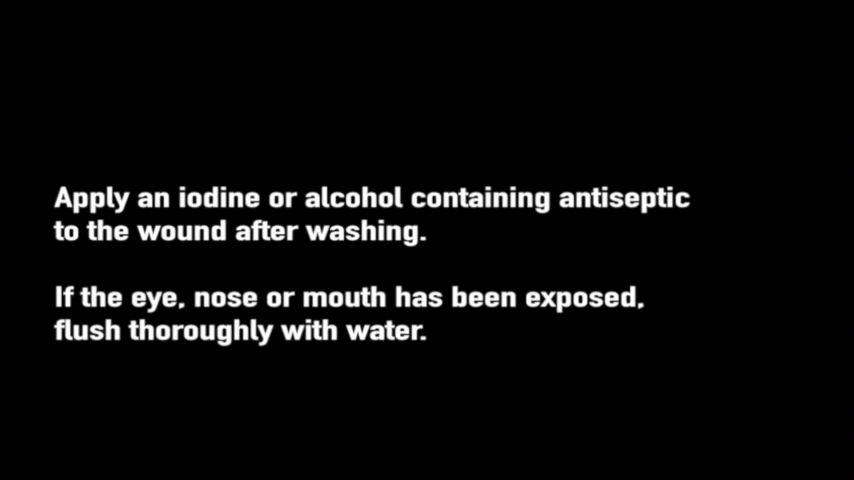 Apply an iodine or alcohol containing antiseptic
to the wound after washing.
If the eye, nose or mouth has been exposed,
flush thoroughly with water.